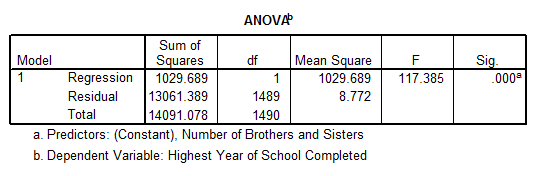 ANOVAb
Sum of
Model Squares df Mean Square F Sig.
1 Regression 1029.689 1 1029.689 117.385 .000a
Residual 13061.389 1489 8.772
Total 14091.078 1490
a. Predictors: (Constant), Number of Brothers and Sisters
b. Dependent Variable: Highest Year of School Completed